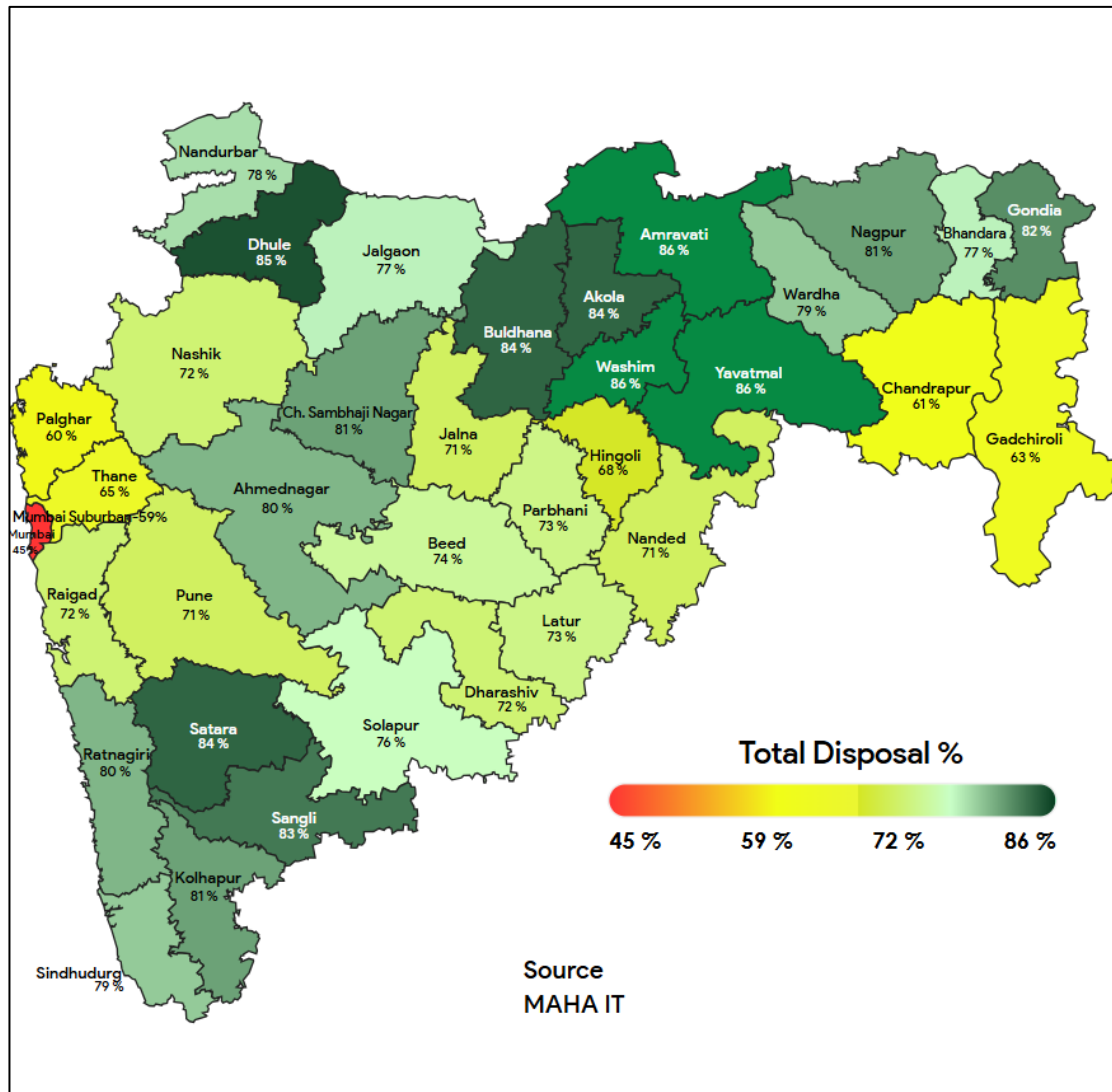 Nandurbar
78 %
Dhule
85 %
Jalgaon
77 %
Buldhana
84 %
Akola
84 %
Amravati
86 %
Washim
86 %
Yavatmal
86 %
Wardha
79 %
Nagpur
81 %
Bhandara
77 %
Gondia
82 %
Chandrapur
61 %
Gadchiroli
63 %
Nashik
72 %
Ch. Sambhaji Nagar
81 %
Jalna
71 %
Hingoli
68 %
Palghar
60 %
Thane
65 %
Mumbai Suburban-59%
Mumbai
45%
Ahmednagar
80 %
Parbhani
73 %
Nanded
71 %
Beed
74 %
Raigad
72 %
Pune
71 %
Latur
73 %
Dharashiv
72 %
Solapur
76 %
Satara
84 %
Ratnagiri
80 %
Sangli
83 %
Kolhapur
81 %
Sindhudurg
79 %
Total Disposal %
45 % 59 % 72 % 86 %
Source
MAHA IT